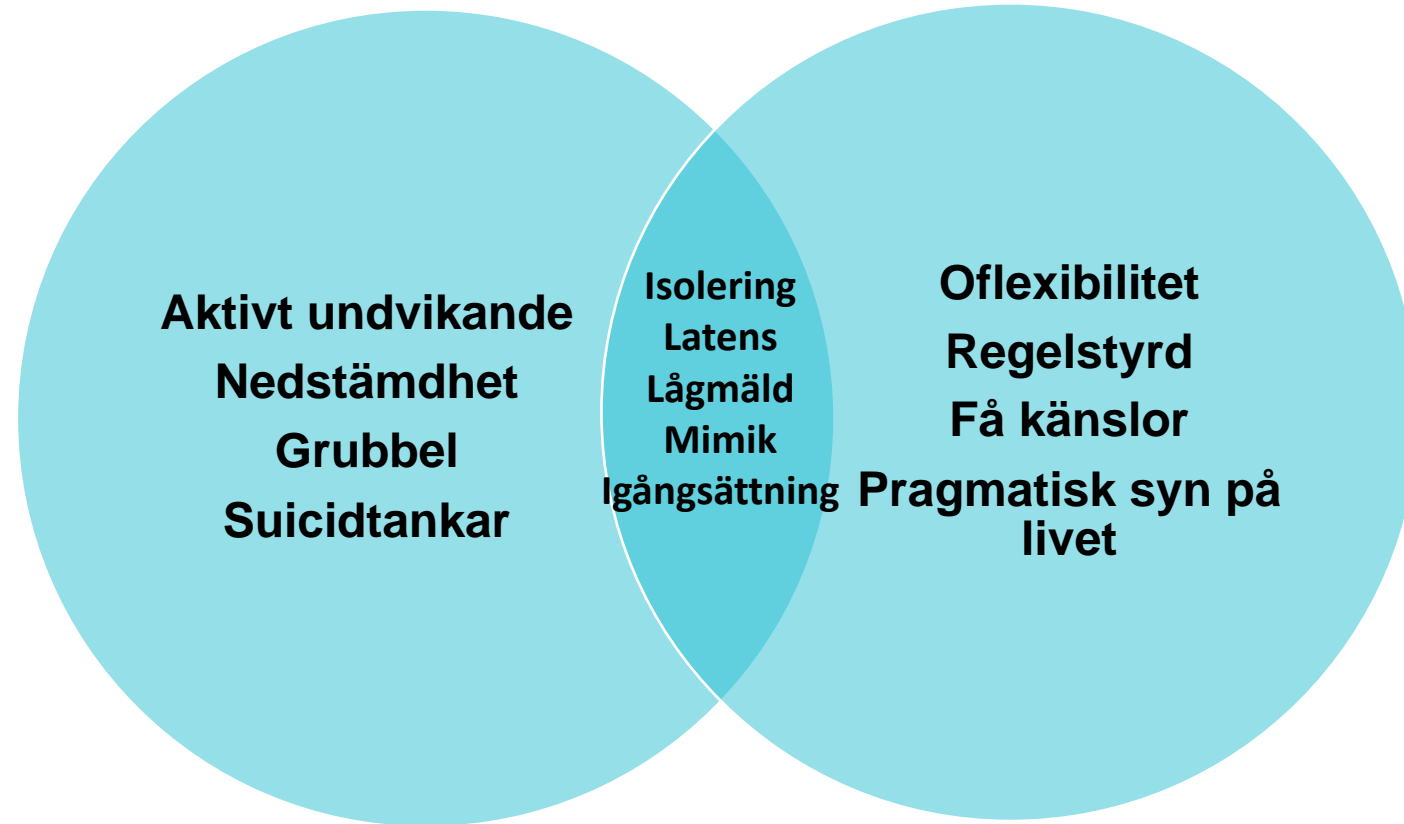 Aktivt undvikande
Nedstämdhet
Grubbel
Suicidtankar
Isolering
Latens
Lågmäld
Mimik
Igångsättning
Oflexibilitet
Regelstyrd
Få känslor
Pragmatisk syn på
livet